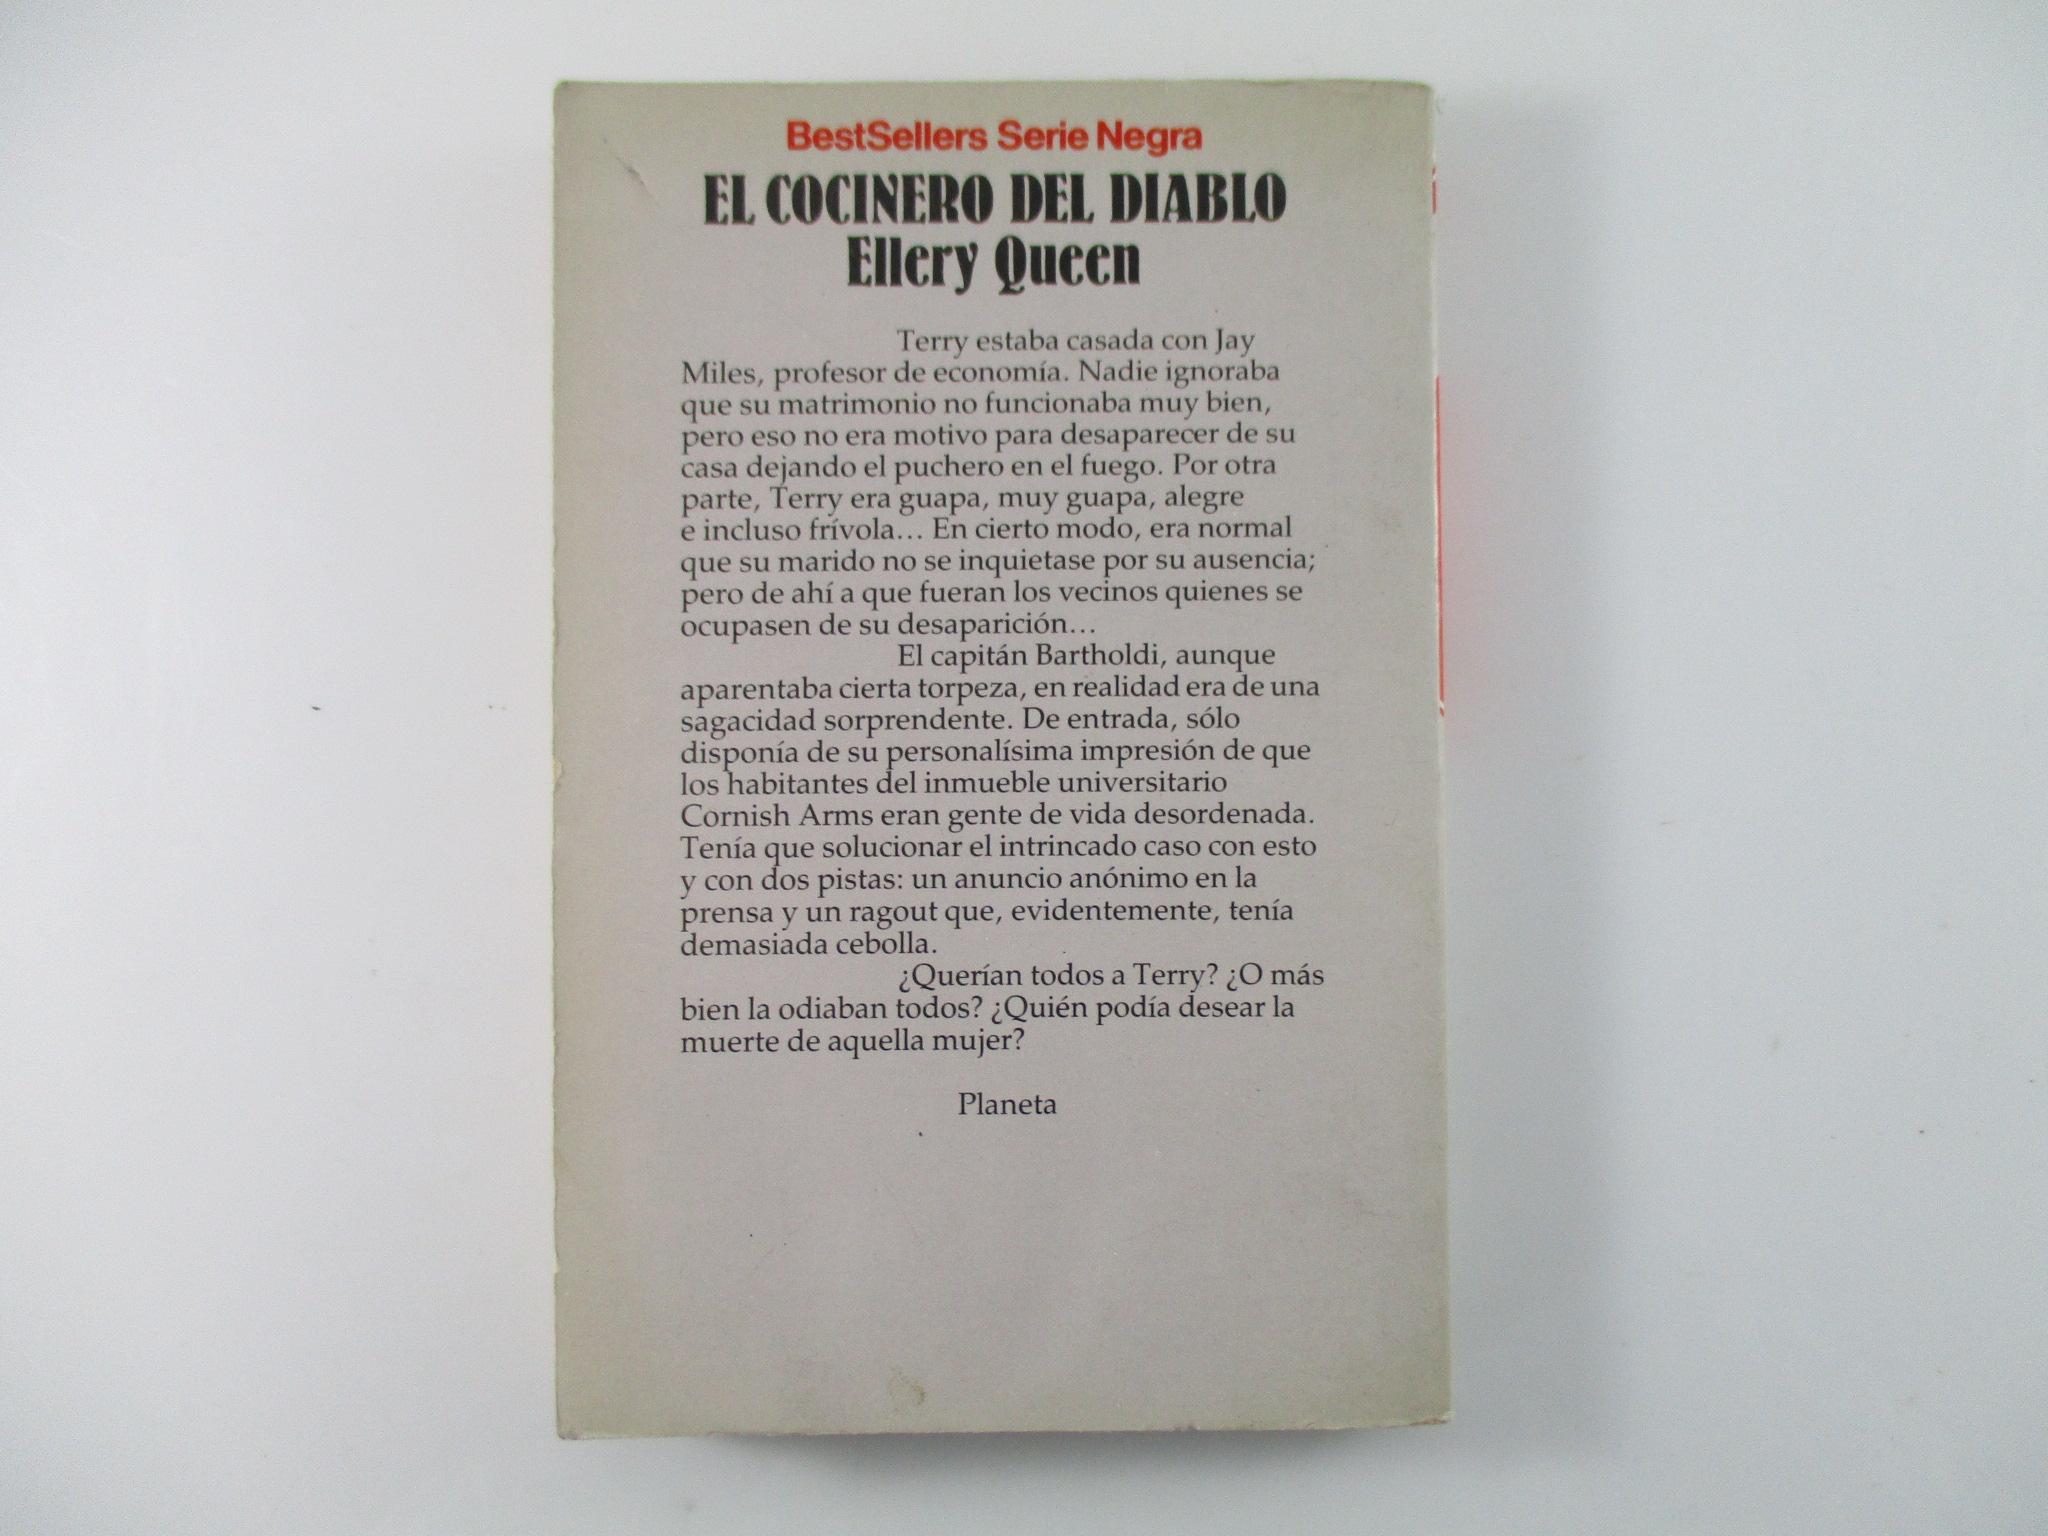 BestSellers Serie Negra
EL COCINERO DEL DIABLO
Ellery Queen
Terry estaba casada con Jay
Miles, profesor de economía. Nadie ignoraba
que su matrimonio no funcionaba muy bien,
pero eso no era motivo para desaparecer de su
casa dejando el puchero en el fuego. Por otra
parte, Terry era guapa, muy guapa, alegre
e incluso frívola... En cierto modo, era normal
que su marido no se inquietase por su ausencia;
pero de ahí a que fueran los vecinos quienes se
ocupasen de su desaparición...
El capitán Bartholdi, aunque
aparentaba cierta torpeza, en realidad era de una
sagacidad sorprendente. De entrada, sólo
disponía de su personalísima impresión de que
los habitantes del inmueble universitario
Cornish Arms eran gente de vida desordenada.
Tenía que solucionar el intrincado caso con esto
y con dos pistas: un anuncio anónimo en la
prensa y un ragout que, evidentemente, tenía
demasiada cebolla.
¿Querían todos a Terry? ¿O más
bien la odiaban todos? ¿Quién podía desear la
muerte de aquella mujer?
Planeta